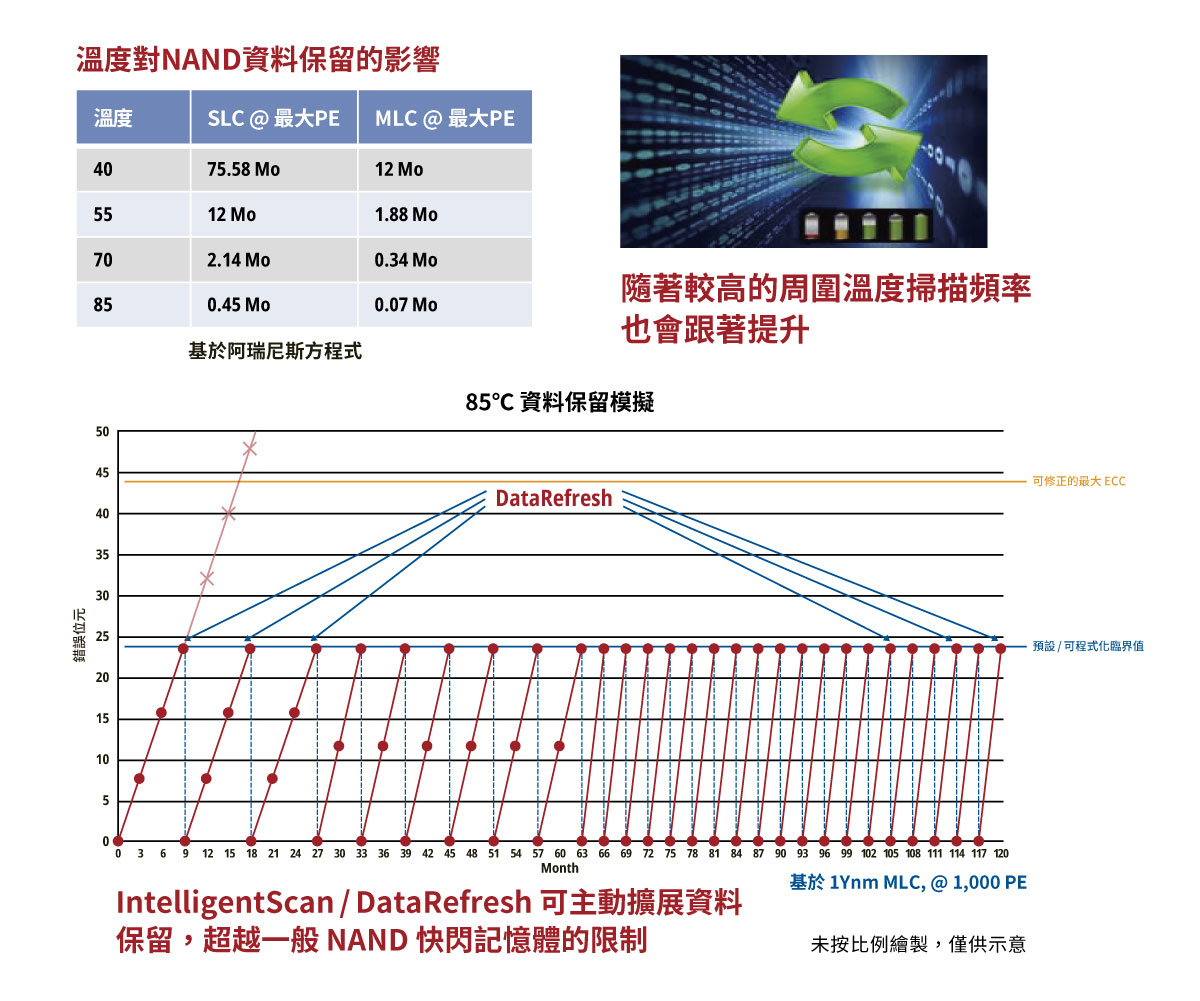 溫度對NAND資料保留的影響
溫度 SLC @ 最大PE MLC @ 最大PE
40 75.58 Mo 12 Mo
55 12 Mo 1.88 Mo
70 2.14 Mo 0.34 Mo
85 0.45 Mo 0.07 Mo
基於阿瑞尼斯方程式
隨著較高的周圍溫度掃描頻率
也會跟著提升
85°C 資料保留模擬
50
45
可修正的最大 ECC
DataRefresh
40
35
30
錯誤位元
25
預設 / 可程式化臨界值
20
15
10
5
0
0 3 6 9 12 15 18 21 24 27 30 33 36 39 42 45 48 51 54 57 60 63 66 69 72 75 78 81 84 87 90 93 96 99 102 105 108 111 114 117 120
Month
基於 1Ynm MLC, @ 1,000 PE
IntelligentScan / DataRefresh 可主動擴展資料
保留，超越一般 NAND 快閃記憶體的限制
未按比例繪製，僅供示意